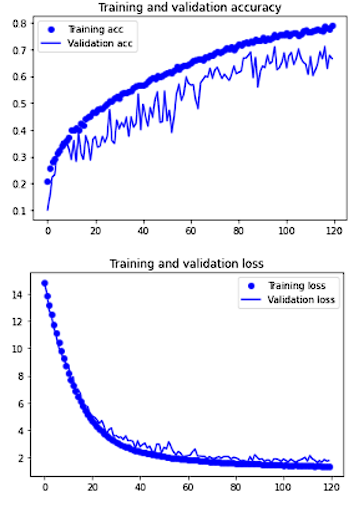 Training and validation accuracy
Training acc
Validation acc
0.8
0.7
0.6
0.5
0.4
0.3
0.2
0.1
0 20 40 60 80 100 120
Training and validation loss
Training loss
Validation loss
14
12
10
8
6
4
2
0 20 40 60 80 100 120